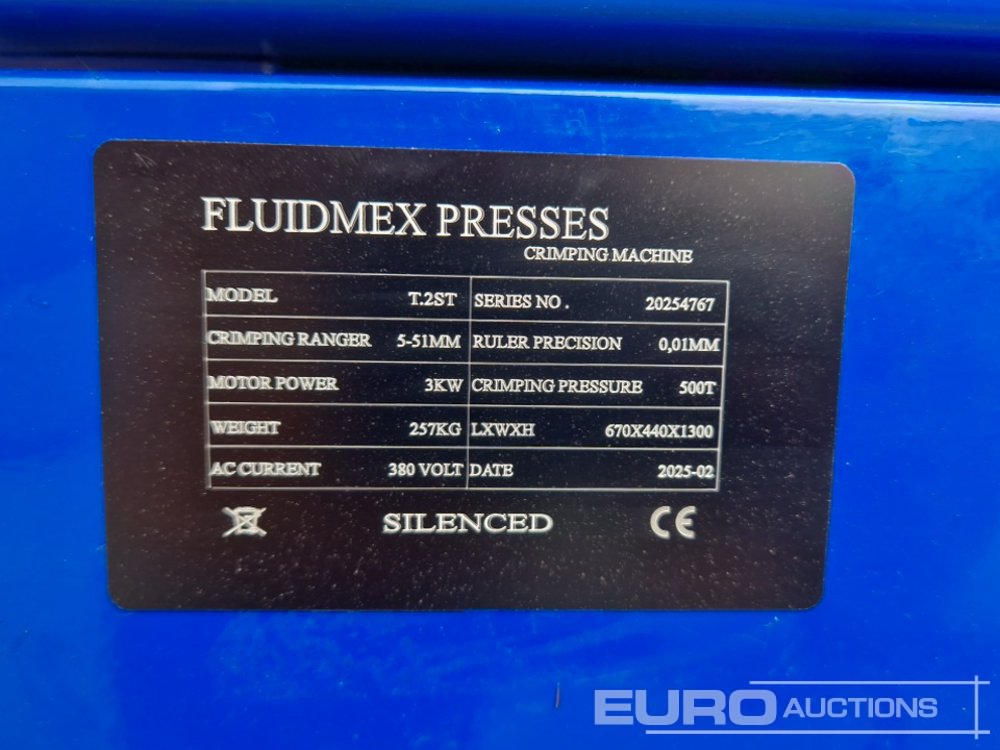 FLUIDMEX PRESSES
CRIMPING MACHINE
MODEL T.2ST SERIES NO . 20254767
CRIMPING RANGER 5-51MM RULER PRECISION 0,01MM
MOTOR POWER 3KW CRIMPING PRESSURE 500T
WEIGHT 257KG LXWXH 670X440X1300
AC CURRENT 380 VOLT DATE 2025-02
SILENCED CE
EURO AUCTIONS